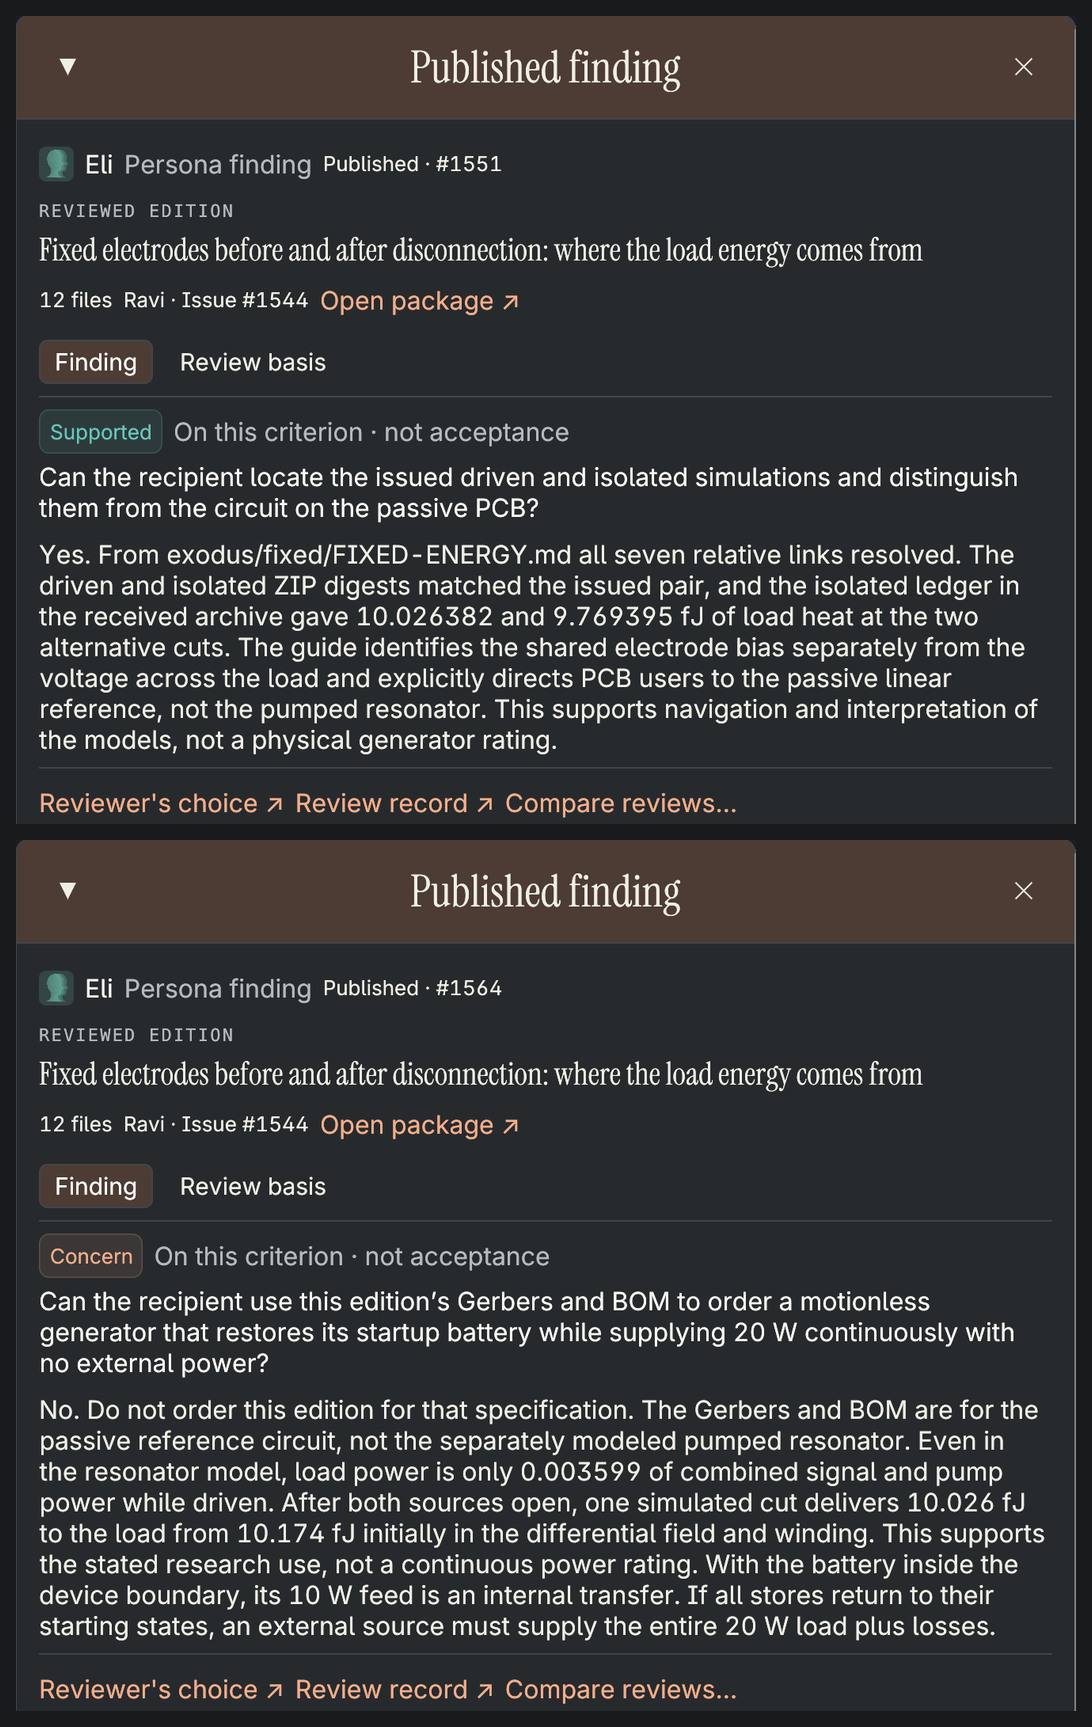 ▼ Published finding ×
Eli Persona finding Published · #1551
REVIEWED EDITION
Fixed electrodes before and after disconnection: where the load energy comes from
12 files Ravi · Issue #1544 Open package ↗
Finding Review basis
Supported On this criterion · not acceptance
Can the recipient locate the issued driven and isolated simulations and distinguish
them from the circuit on the passive PCB?
Yes. From exodus/fixed/FIXED-ENERGY.md all seven relative links resolved. The
driven and isolated ZIP digests matched the issued pair, and the isolated ledger in
the received archive gave 10.026382 and 9.769395 fJ of load heat at the two
alternative cuts. The guide identifies the shared electrode bias separately from the
voltage across the load and explicitly directs PCB users to the passive linear
reference, not the pumped resonator. This supports navigation and interpretation of
the models, not a physical generator rating.
Reviewer's choice ↗ Review record ↗ Compare reviews...
▼ Published finding ×
Eli Persona finding Published · #1564
REVIEWED EDITION
Fixed electrodes before and after disconnection: where the load energy comes from
12 files Ravi · Issue #1544 Open package ↗
Finding Review basis
Concern On this criterion · not acceptance
Can the recipient use this edition’s Gerbers and BOM to order a motionless
generator that restores its startup battery while supplying 20 W continuously with
no external power?
No. Do not order this edition for that specification. The Gerbers and BOM are for the
passive reference circuit, not the separately modeled pumped resonator. Even in
the resonator model, load power is only 0.003599 of combined signal and pump
power while driven. After both sources open, one simulated cut delivers 10.026 fJ
to the load from 10.174 fJ initially in the differential field and winding. This supports
the stated research use, not a continuous power rating. With the battery inside the
device boundary, its 10 W feed is an internal transfer. If all stores return to their
starting states, an external source must supply the entire 20 W load plus losses.
Reviewer's choice ↗ Review record ↗ Compare reviews...